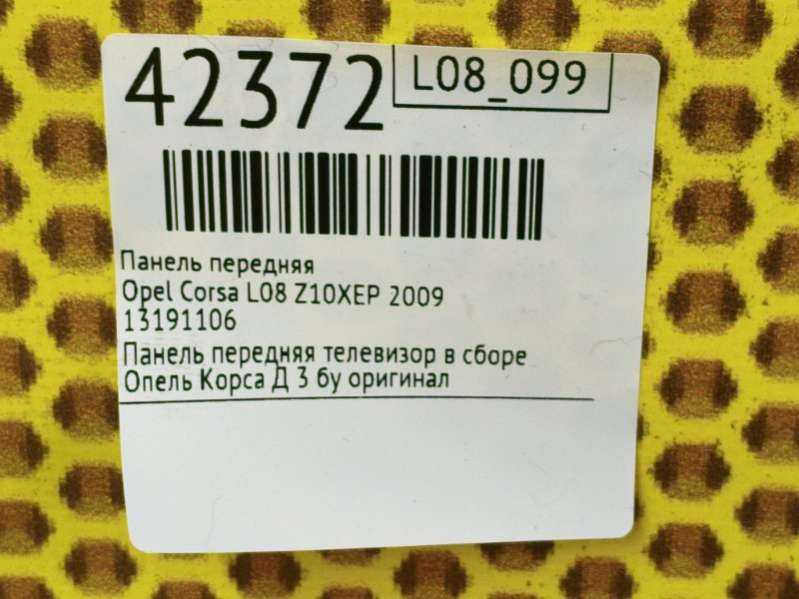 42372
L08_099
Панель передняя
Opel Corsa L08 Z10XEP 2009
13191106
Панель передняя телевизор в сборе
Опель Корса Д 3 бу оригинал